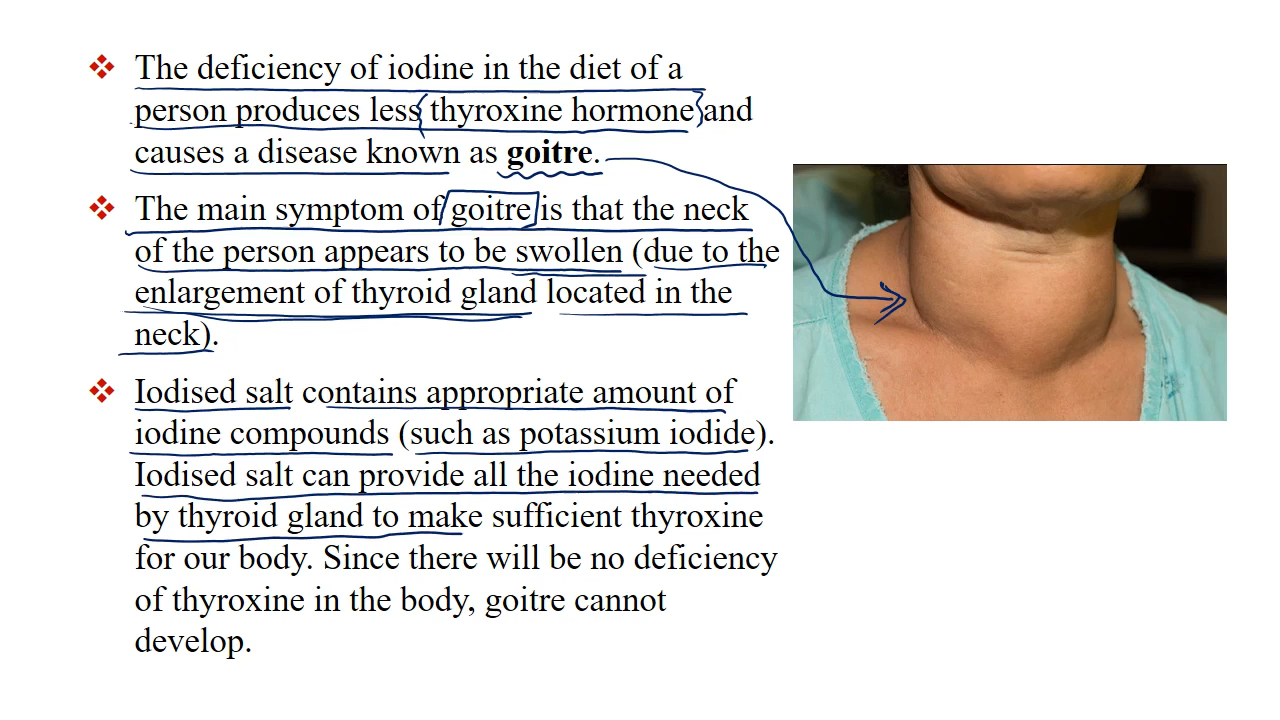 ❖ The deficiency of iodine in the diet of a
person produces less thyroxine hormone and
causes a disease known as goitre.
❖ The main symptom of goitre is that the neck
of the person appears to be swollen (due to the
enlargement of thyroid gland located in the
neck).
❖ Iodised salt contains appropriate amount of
iodine compounds (such as potassium iodide).
Iodised salt can provide all the iodine needed
by thyroid gland to make sufficient thyroxine
for our body. Since there will be no deficiency
of thyroxine in the body, goitre cannot
develop.